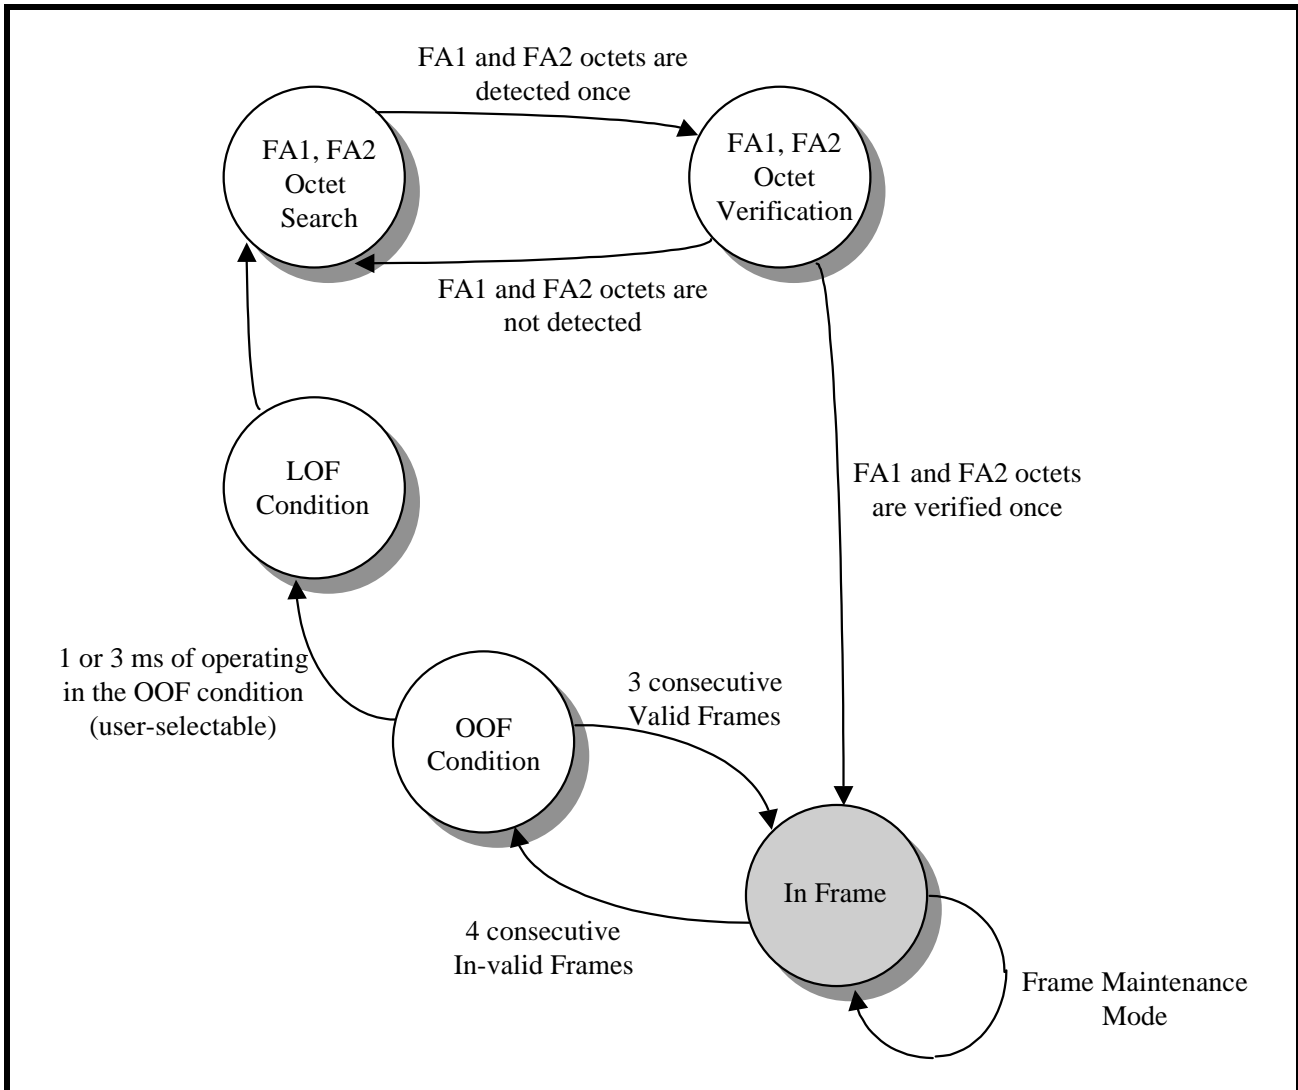 FA1 and FA2 octets are
detected once
FA1, FA2
Octet
Search
FA1, FA2
Octet
Verification
FA1 and FA2 octets are
not detected
LOF
Condition
FA1 and FA2 octets
are verified once
1 or 3 ms of operating
in the OOF condition
(user-selectable)
3 consecutive
Valid Frames
OOF
Condition
In Frame
4 consecutive
In-valid Frames
Frame Maintenance
Mode